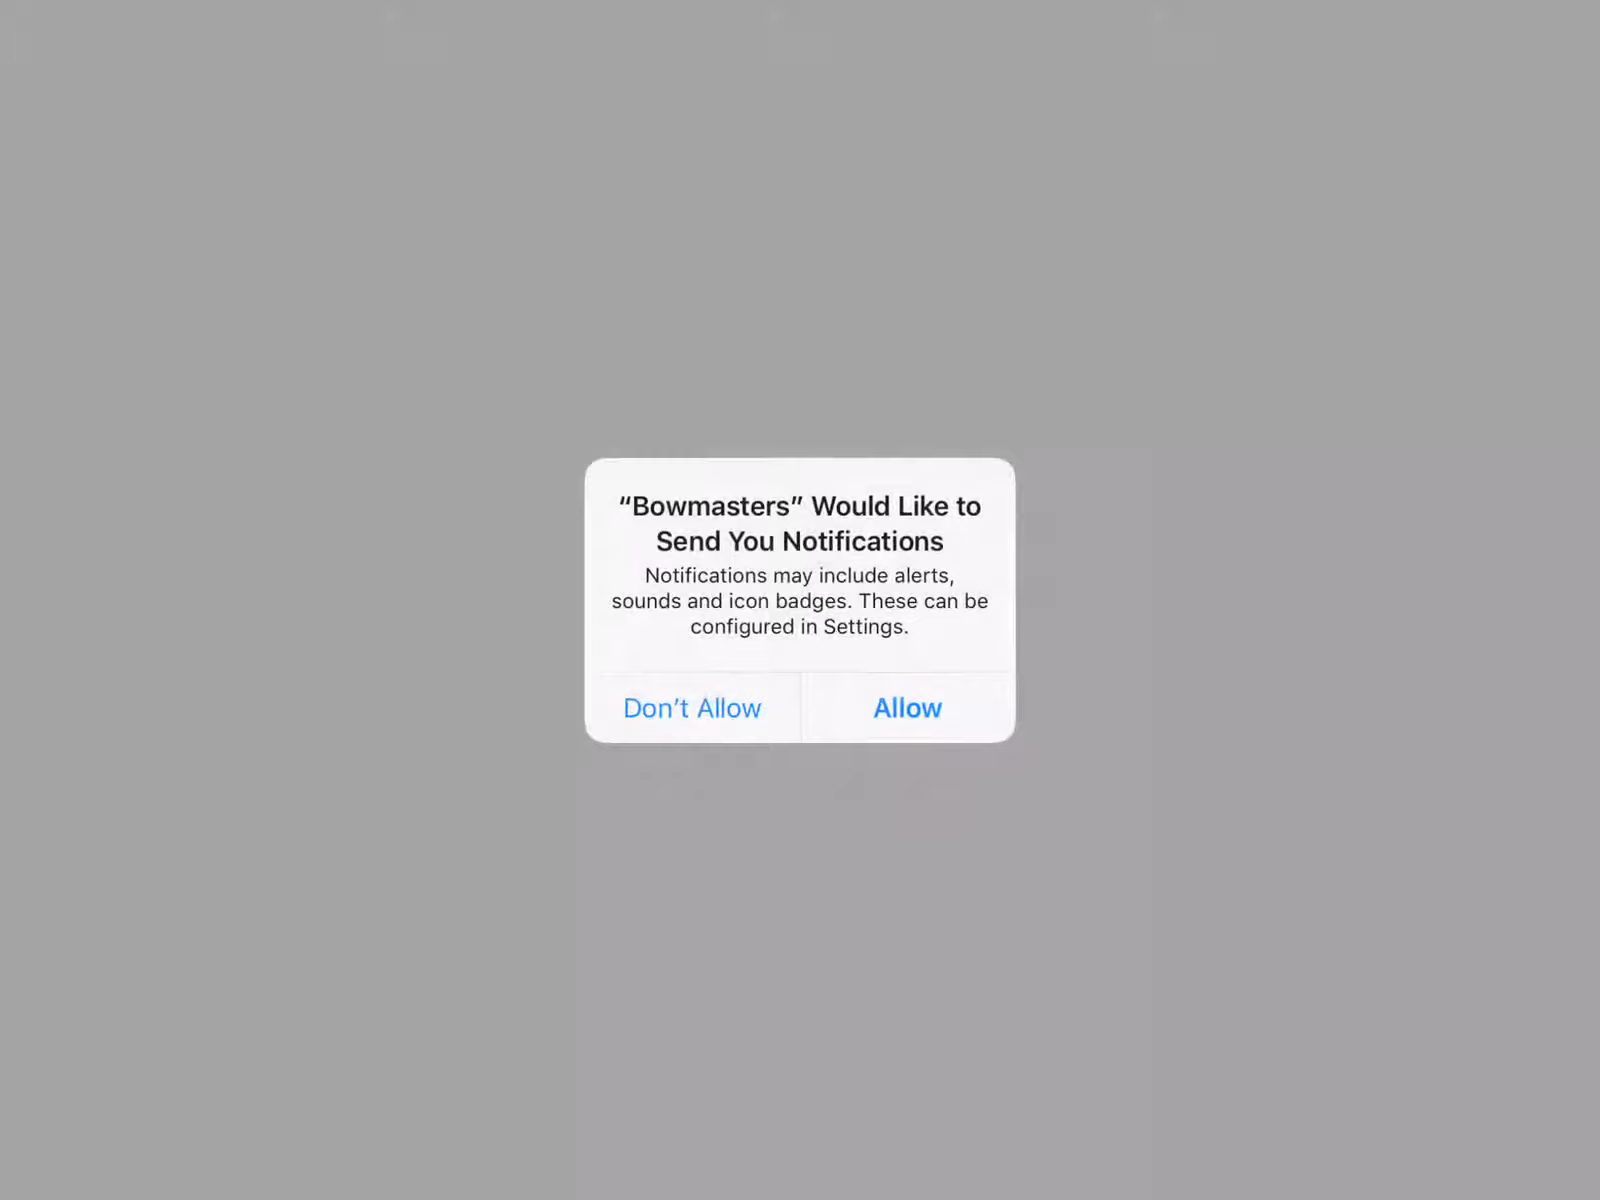 “Bowmasters” Would Like to
Send You Notifications
Notifications may include alerts,
sounds and icon badges. These can be
configured in Settings.
Don’t Allow
Allow